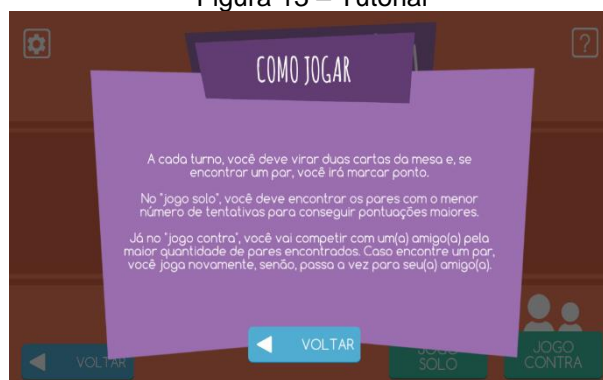 Figura 13 – Tutorial
COMO JOGAR
?
A cada turno, você deve virar duas cartas da mesa e, se
encontrar um par, você irá marcar ponto.
No "jogo solo", você deve encontrar os pares com o menor
número de tentativas para conseguir pontuações maiores.
Já no "jogo contra", você vai competir com um(a) amigo(a) pela
maior quantidade de pares encontrados. Caso encontre um par,
você joga novamente, senão, passa a vez para seu(a) amigo(a).
VOLTAR
VOLTAR
JOGO
SOLO
JOGO
CONTRA